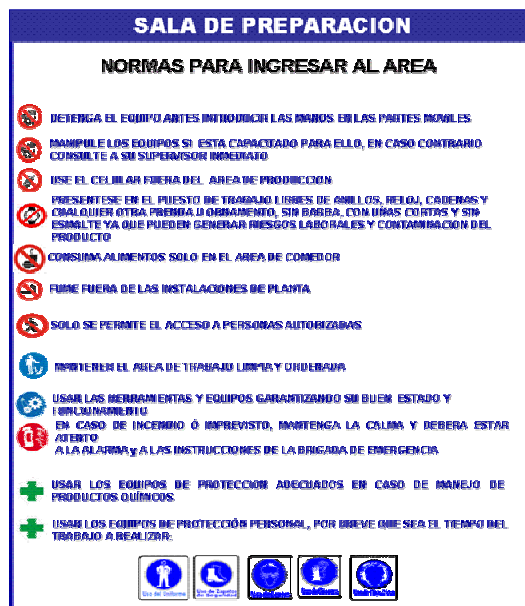 SALA DE PREPARACION
NORMAS PARA INGRESAR AL AREA
DETENGA EL EQUIPO ANTES INTRODUCIR LAS MANOS EN LAS PARTES MOVILES
MANIPULE LOS EQUIPOS SI ESTA CAPACITADO PARA ELLO, EN CASO CONTRARIO
CONSULTE A SU SUPERVISOR INMEDIATO
USE EL CELULAR FUERA DEL AREA DE PRODUCCION
PRESENTESE EN EL PUESTO DE TRABAJO LIBRES DE ANILLOS, RELOJ, CADENAS Y
CUALQUIER OTRA PRENDA U ORNAMENTO, SIN BARBA, CON UÑAS CORTAS Y SIN
ESMALTE YA QUE PUEDEN GENERAR RIESGOS LABORALES Y CONTAMINACION DEL
PRODUCTO
CONSUMA ALIMENTOS SOLO EN EL AREA DE COMEDOR
FUME FUERA DE LAS INSTALACIONES DE PLANTA
SOLO SE PERMITE EL ACCESO A PERSONAS AUTORIZADAS
MANTENER EL AREA DE TRABAJO LIMPIA Y ORDENADA
USAR LAS HERRAMIENTAS Y EQUIPOS GARANTIZANDO SU BUEN ESTADO Y
FUNCIONAMIENTO
EN CASO DE INCENDIO Ó IMPREVISTO, MANTENGA LA CALMA Y DEBERA ESTAR
ATENTO
A LA ALARMA y A LAS INSTRUCCIONES DE LA BRIGADA DE EMERGENCIA
USAR LOS EQUIPOS DE PROTECCION ADECUADOS EN CASO DE MANEJO DE
PRODUCTOS QUÍMICOS
USAR LOS EQUIPOS DE PROTECCIÓN PERSONAL, POR BREVE QUE SEA EL TIEMPO DEL
TRABAJO A REALIZAR:
Uso del Uniforme
Uso de Zapatos
de Seguridad